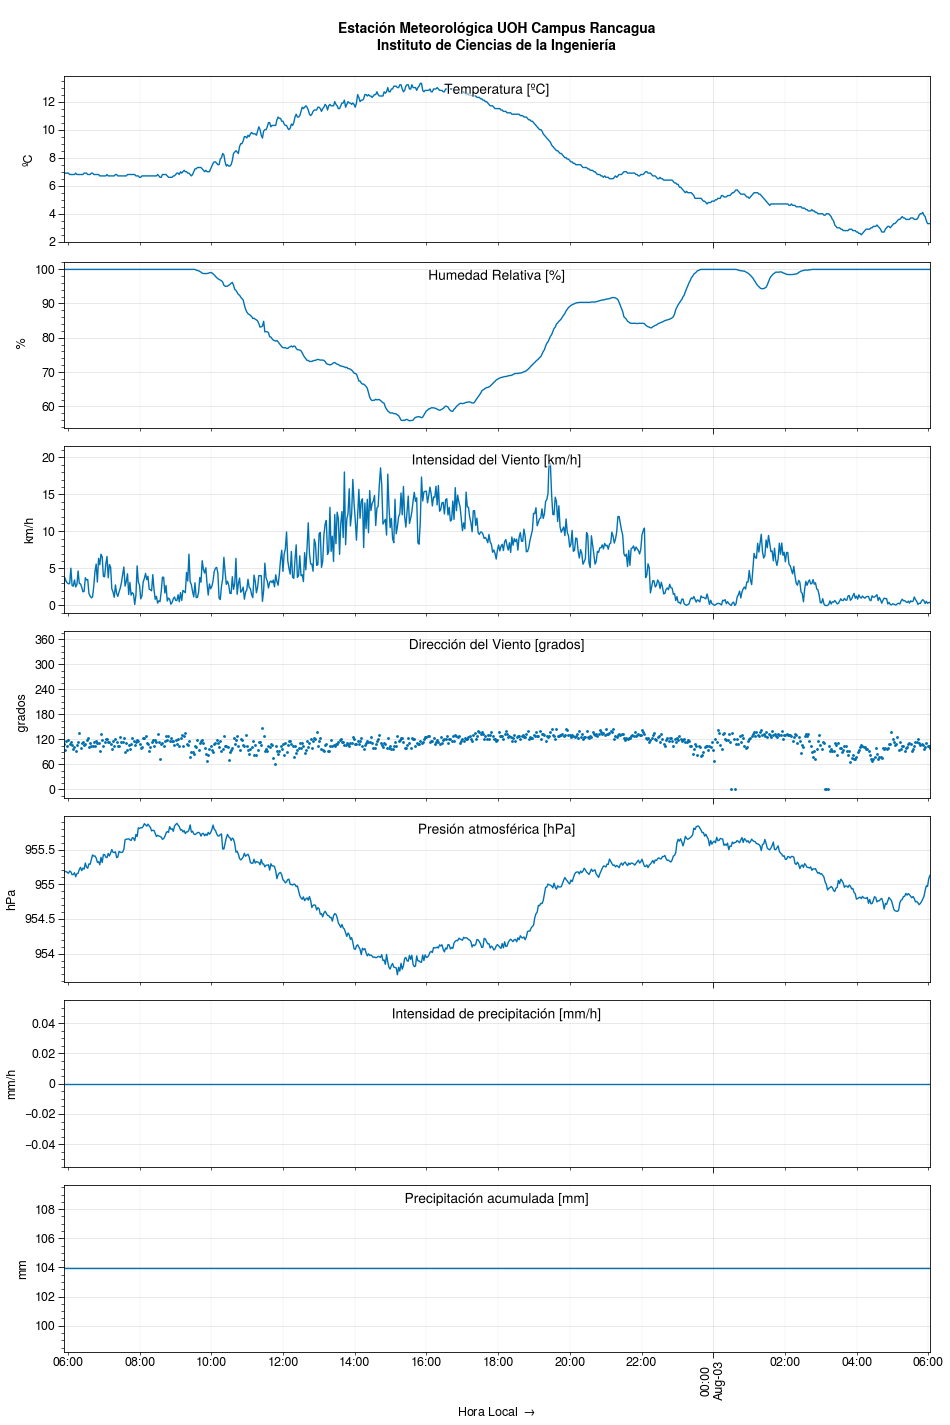 Estación Meteorológica UOH Campus Rancagua
Instituto de Ciencias de la Ingeniería
Temperatura [ºC]
ºC
12
10
8
6
4
2
Humedad Relativa [%]
%
100
90
80
70
60
Intensidad del Viento [km/h]
km/h
20
15
10
5
0
Dirección del Viento [grados]
grados
360
300
240
180
120
60
0
Presión atmosférica [hPa]
hPa
955.5
955
954.5
954
Intensidad de precipitación [mm/h]
mm/h
0.04
0.02
0
−0.02
−0.04
Precipitación acumulada [mm]
mm
108
106
104
102
100
06:00 08:00 10:00 12:00 14:00 16:00 18:00 20:00 22:00 00:00 02:00 04:00 06:00
Aug-03
Hora Local →